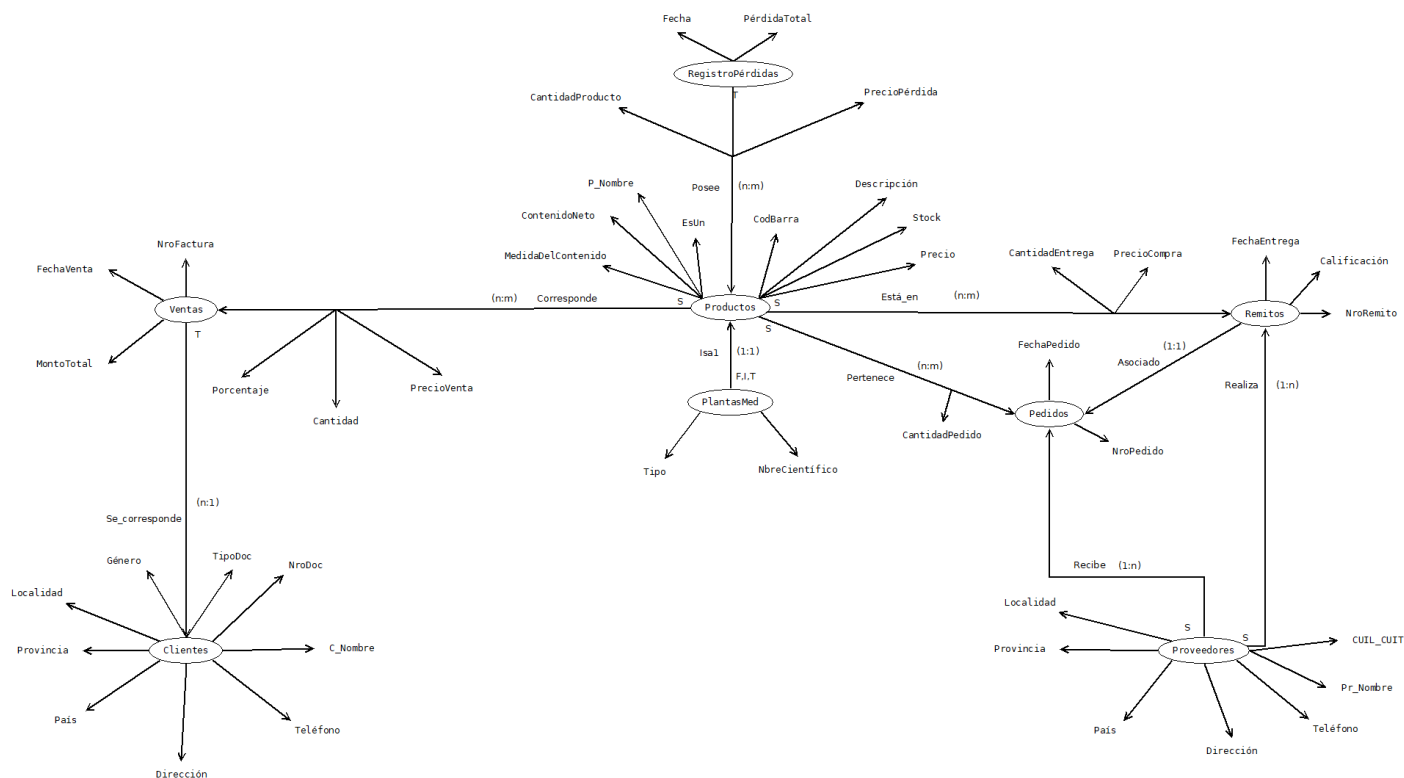 Fecha
PérdidaTotal
RegistroPérdidas
T
CantidadProducto
PrecioPérdida
P_Nombre
Posee
(n:m)
Descripción
ContenidoNeto
EsUn
CodBarra
Stock
NroFactura
MedidaDelContenido
Precio
CantidadEntrega
PrecioCompra
FechaEntrega
FechaVenta
Calificación
(n:m)
Corresponde
S
Productos
S
Está_en
(n:m)
Ventas
Remitos
NroRemito
T
S
MontoTotal
Isa1
(1:1)
FechaPedido
(1:1)
Asociado
Porcentaje
PrecioVenta
F,I,T
Pertenece
(n:m)
Realiza
(1:n)
Cantidad
PlantasMed
Pedidos
CantidadPedido
Tipo
NbreCientífico
NroPedido
(n:1)
Se_corresponde
Género
TipoDoc
NroDoc
Recibe
(1:n)
Localidad
Localidad
S
S
Provincia
Clientes
C_Nombre
Provincia
Proveedores
CUIL_CUIT
Pr_Nombre
País
Teléfono
País
Teléfono
Dirección
Dirección